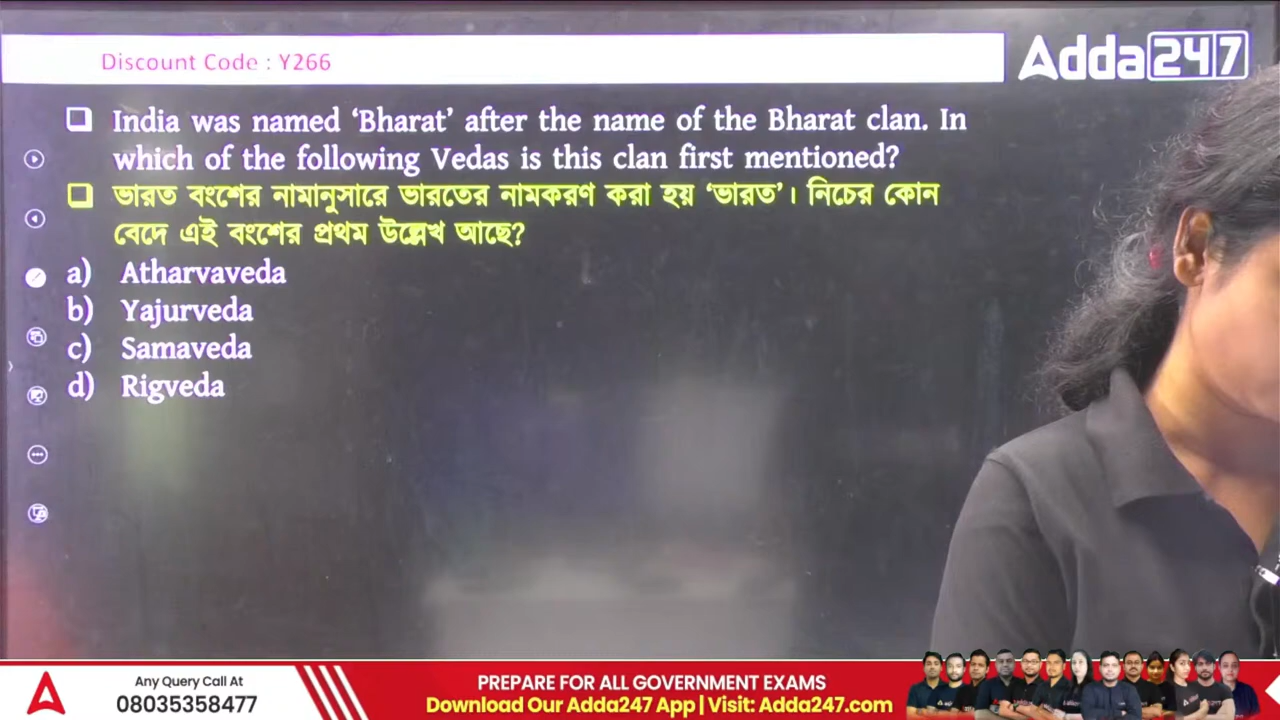 Discount Code : Y266
Adda247
India was named ‘Bharat’ after the name of the Bharat clan. In
which of the following Vedas is this clan first mentioned?
ভারত বংশের নামানুসারে ভারতের নামকরণ করা হয় ‘ভারত’। নিচের কোন
বেদে এই বংশের প্রথম উল্লেখ আছে?
a) Atharvaveda
b) Yajurveda
c) Samaveda
d) Rigveda
Any Query Call At
08035358477
PREPARE FOR ALL GOVERNMENT EXAMS
Download Our Adda247 App | Visit: Adda247.com